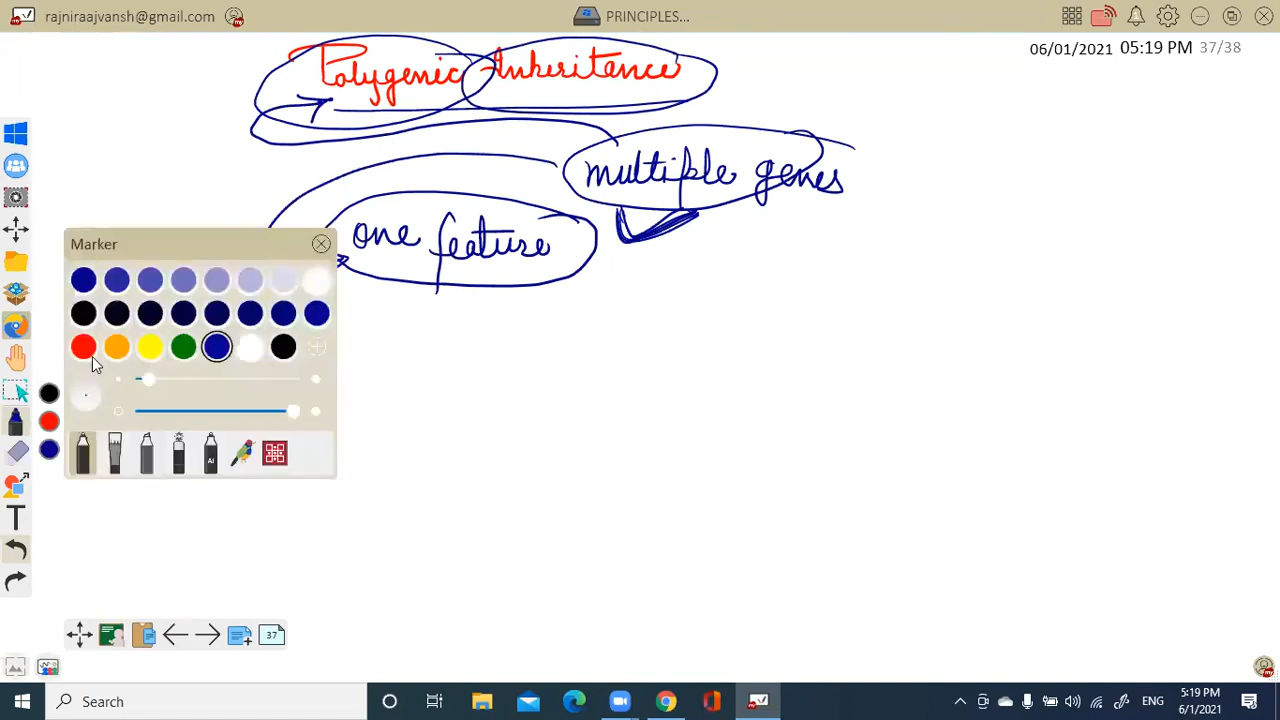 rajniraajvansh@gmail.com
PRINCIPLES...
06/01/2021 05:19 PM 37/38
Polygenic Inheritance
multiple genes
one feature
Marker
AI
T
37
Search
ENG
5:19 PM
6/1/2021